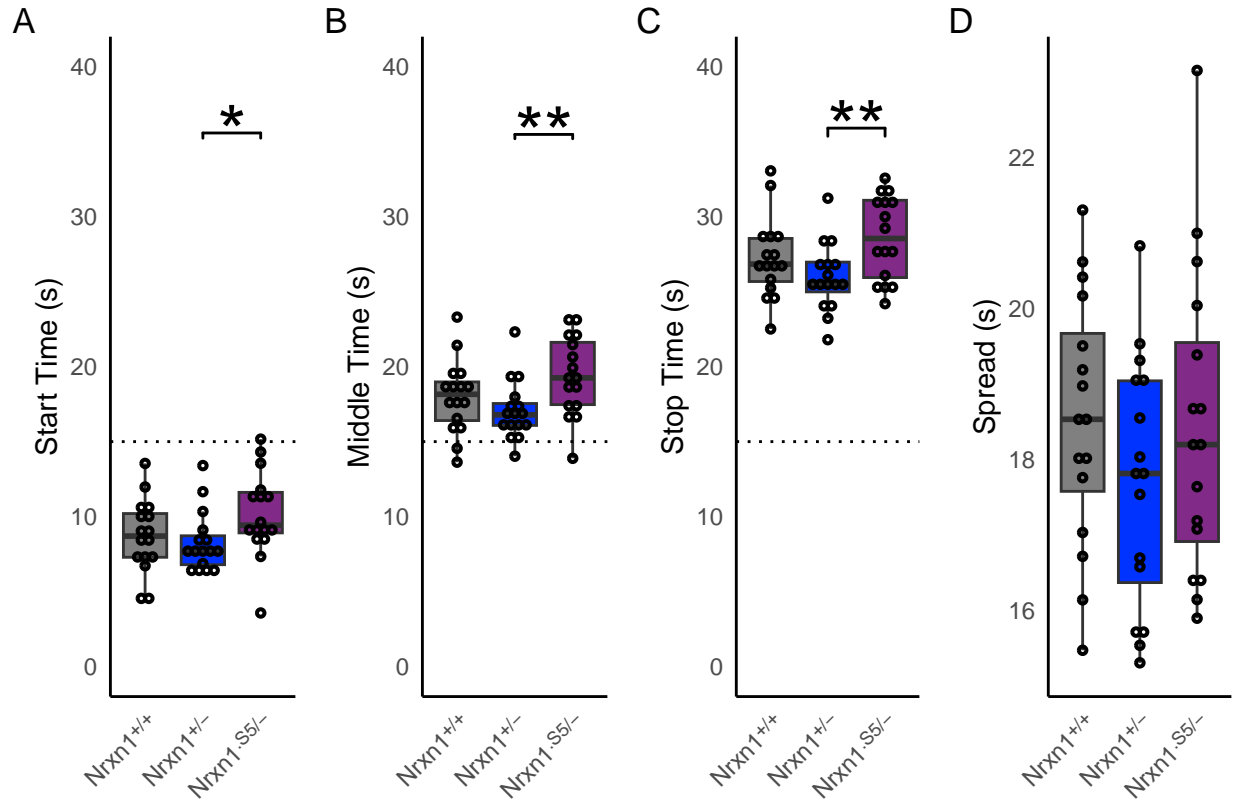 A
Start Time (s)
40
30
20
10
0
*
Nrxn1+/+
Nrxn1+/−
Nrxn1.S5/−
B
Middle Time (s)
40
30
20
10
0
**
Nrxn1+/+
Nrxn1+/−
Nrxn1.S5/−
C
Stop Time (s)
40
30
20
10
0
**
Nrxn1+/+
Nrxn1+/−
Nrxn1.S5/−
D
Spread (s)
22
20
18
16
Nrxn1+/+
Nrxn1+/−
Nrxn1.S5/−